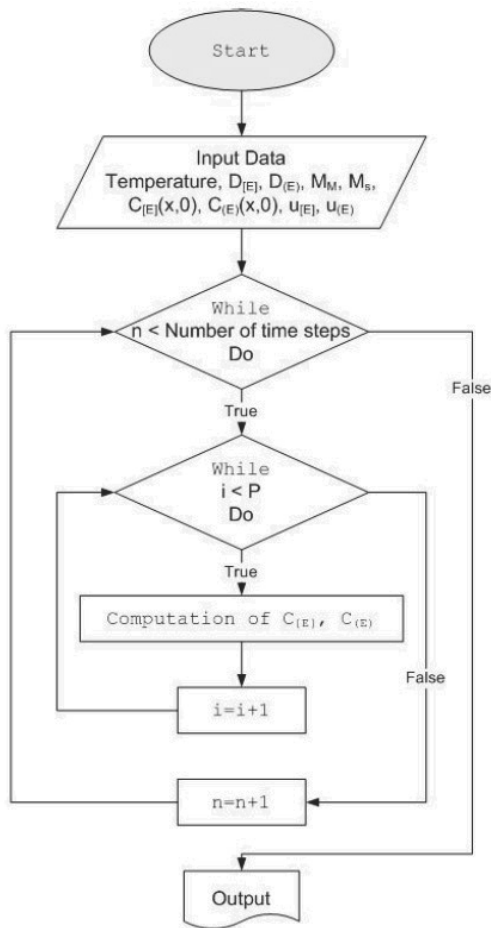 Start
Input Data
Temperature, D[E], D(E), MM, Ms,
C[E](x,0), C(E)(x,0), u[E], u(E)
While
n < Number of time steps
Do
False
True
While
i < P
Do
True
Computation of C[E], C(E)
False
i=i+1
n=n+1
Output